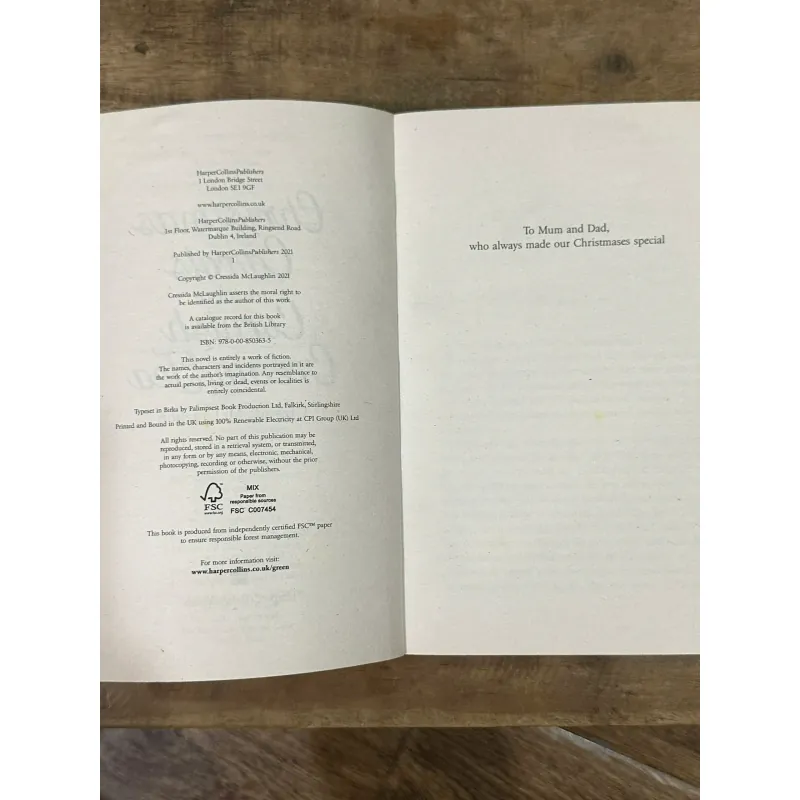 HarperCollinsPublishers
1 London Bridge Street
London SE1 9GF
www.harpercollins.co.uk
HarperCollinsPublishers
1st Floor, Watermarque Building, Ringsend Road
Dublin 4, Ireland
Published by HarperCollinsPublishers 2021
1
Copyright © Cressida McLaughlin 2021
Cressida McLaughlin asserts the moral right to
be identified as the author of this work
A catalogue record for this book
is available from the British Library
ISBN: 978-0-00-850363-5
This novel is entirely a work of fiction.
The names, characters and incidents portrayed in it are
the work of the author's imagination. Any resemblance to
actual persons, living or dead, events or localities is
entirely coincidental.
Typeset in Birka by Palimpsest Book Production Ltd, Falkirk, Stirlingshire
Printed and Bound in the UK using 100% Renewable Electricity at CPI Group (UK) Ltd
All rights reserved. No part of this publication may be
reproduced, stored in a retrieval system, or transmitted,
in any form or by any means, electronic, mechanical,
photocopying, recording or otherwise, without the prior
permission of the publishers.
MIX
Paper from
responsible sources
FSC
FSC® C007454
This book is produced from independently certified FSC™ paper
to ensure responsible forest management.
For more information visit:
www.harpercollins.co.uk/green
To Mum and Dad,
who always made our Christmases special